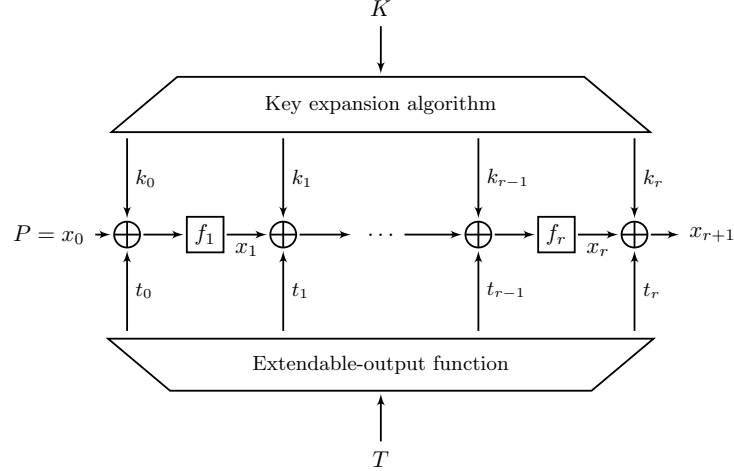 K
Key expansion algorithm
k₀ k₁ kᵣ₋₁ kᵣ
P = x₀ f₁ x₁ ⋯ fᵣ xᵣ xᵣ₊₁
t₀ t₁ tᵣ₋₁ tᵣ
Extendable-output function
T